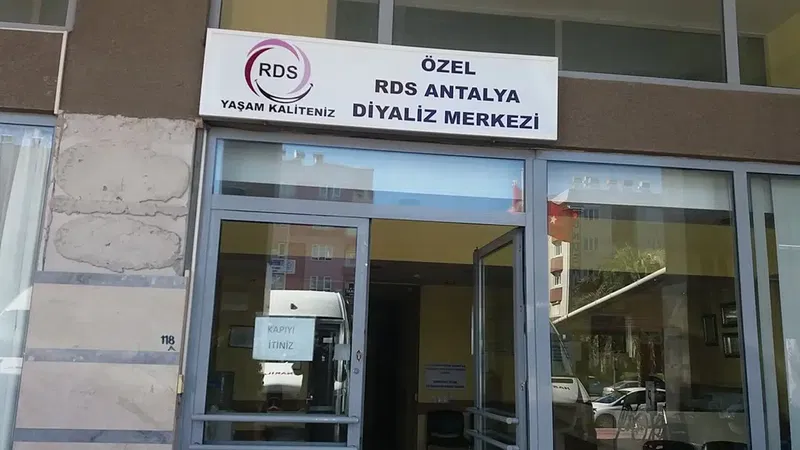 RDS
YAŞAM KALİTENİZ
ÖZEL
RDS ANTALYA
DİYALİZ MERKEZİ
118
A
KAPIYI
İTİNİZ